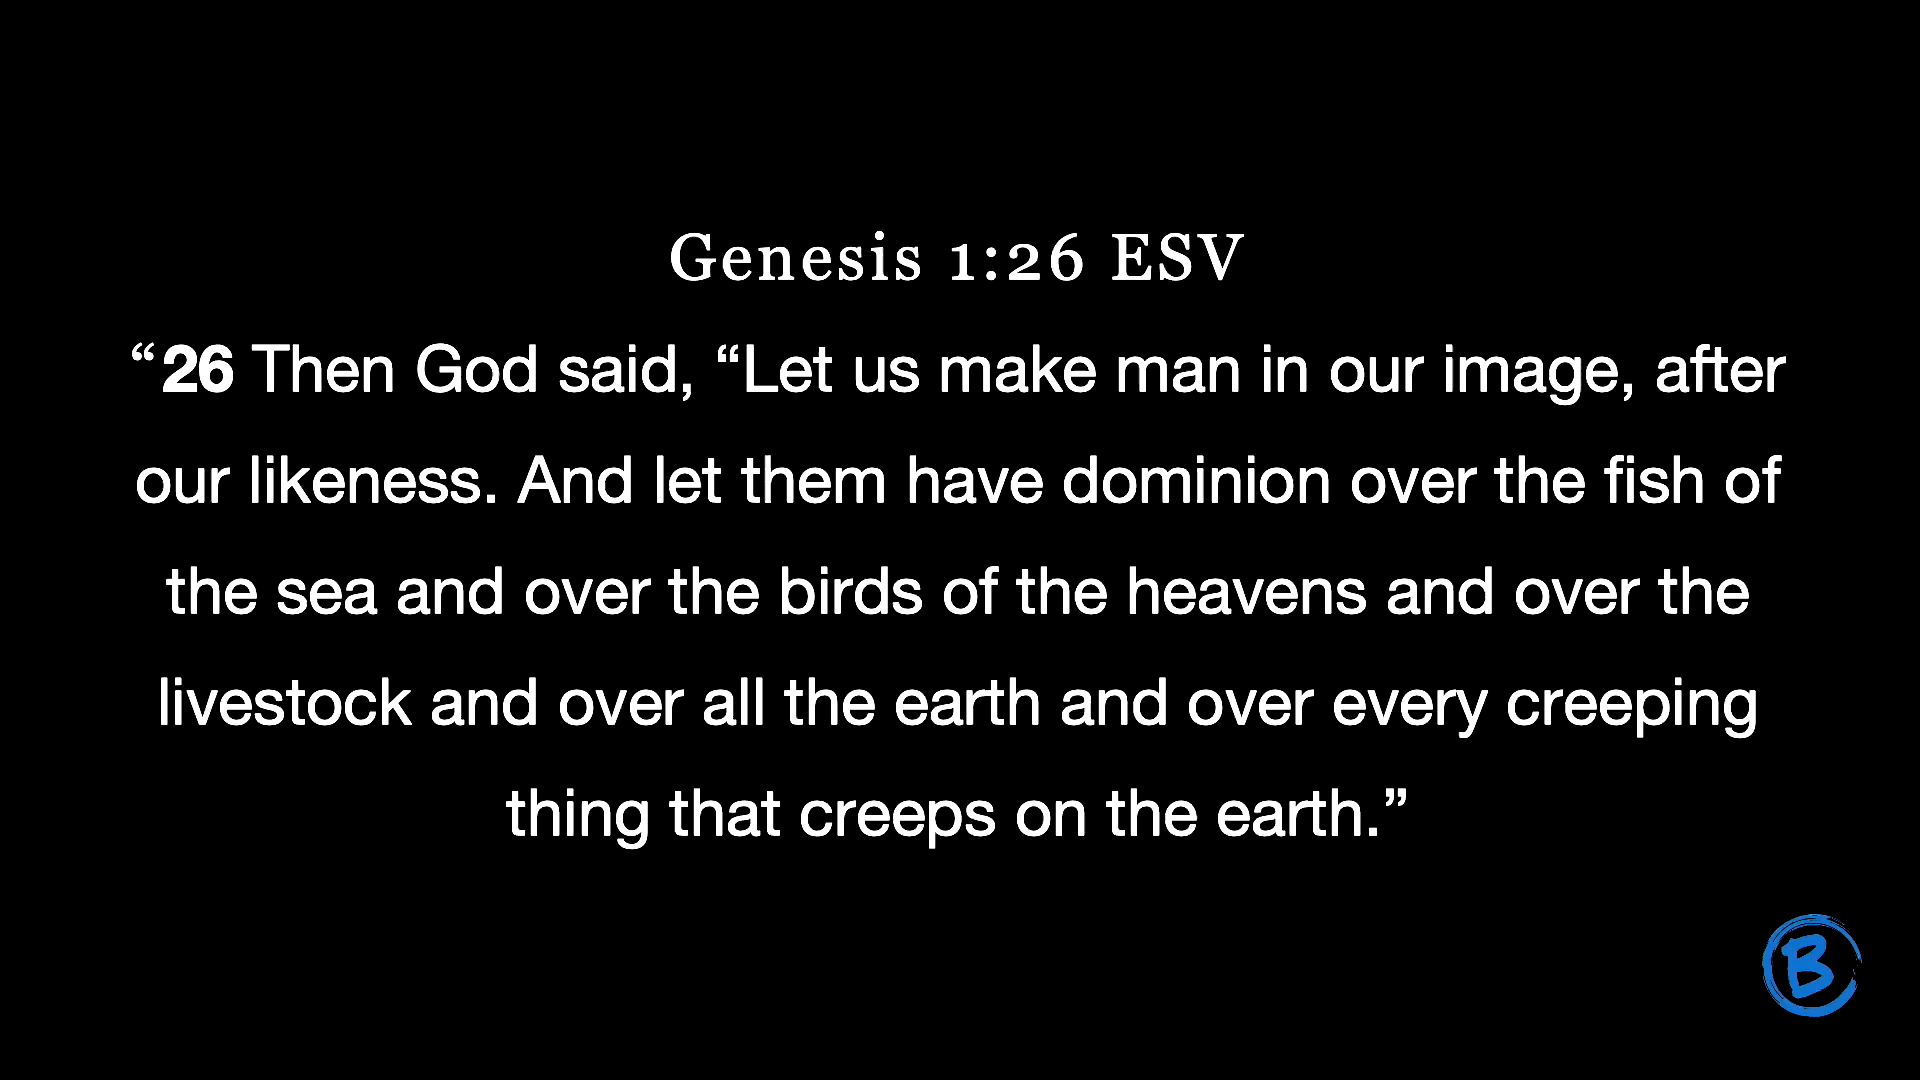 Genesis 1:26 ESV
“26 Then God said, “Let us make man in our image, after
our likeness. And let them have dominion over the fish of
the sea and over the birds of the heavens and over the
livestock and over all the earth and over every creeping
thing that creeps on the earth.”
B